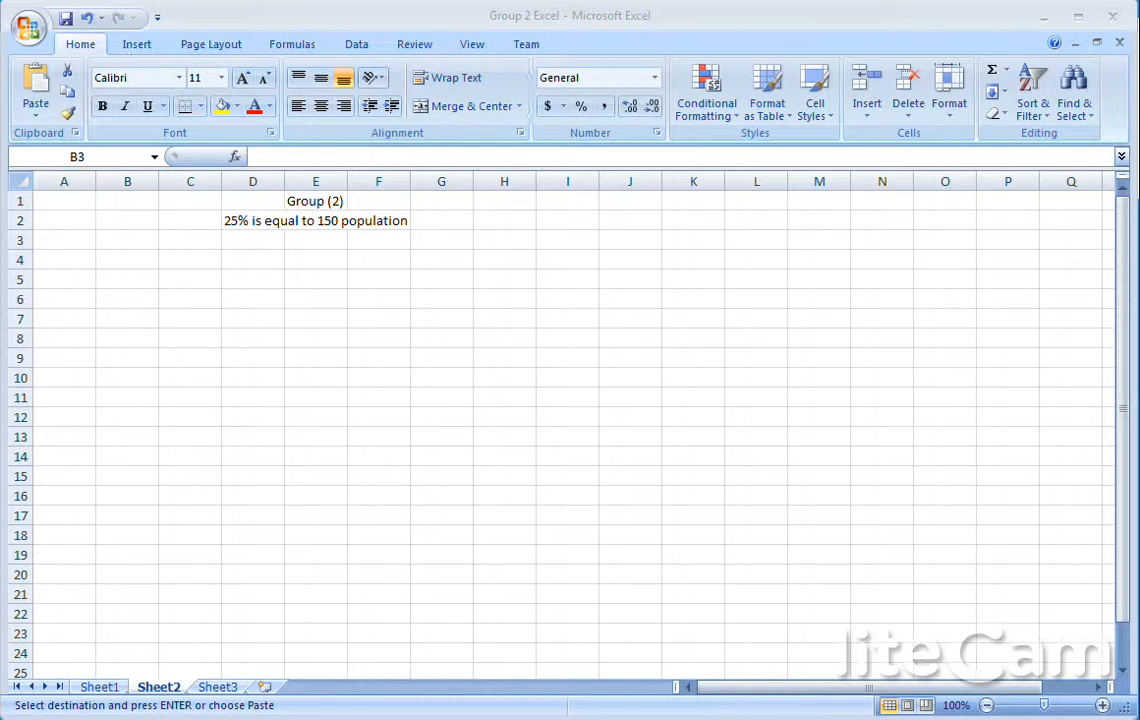 Group 2 Excel - Microsoft Excel
Home Insert Page Layout Formulas Data Review View Team
Paste
Calibri 11
B I U
Wrap Text
Merge & Center
General
$ % ,
Conditional Formatting
Format as Table
Cell Styles
Insert Delete Format
Σ
Sort & Filter
Find & Select
Clipboard Font Alignment Number Styles Cells Editing
B3 fx
A B C D E F G H I J K L M N O P Q
1 Group (2)
2 25% is equal to 150 population
3
4
5
6
7
8
9
10
11
12
13
14
15
16
17
18
19
20
21
22
23
24
25
liteCam
Sheet1 Sheet2 Sheet3
Select destination and press ENTER or choose Paste 100%